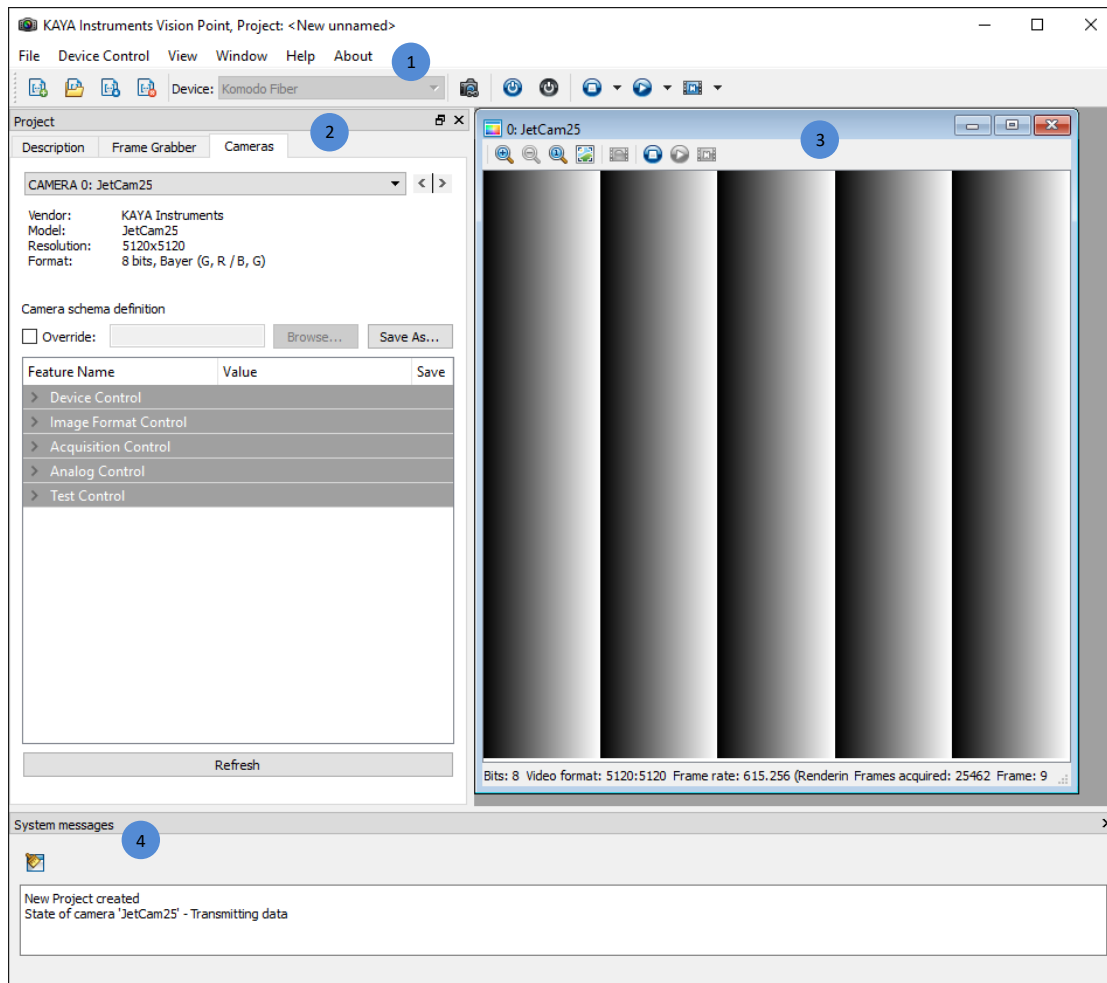 KAYA Instruments Vision Point, Project: <New unnamed>
File Device Control View Window Help About
1
Device: Komodo Fiber
Project
2
Description Frame Grabber Cameras
CAMERA 0: JetCam25
Vendor: KAYA Instruments
Model: JetCam25
Resolution: 5120x5120
Format: 8 bits, Bayer (G, R / B, G)
Camera schema definition
Override: Browse... Save As...
Feature Name Value Save
Device Control
Image Format Control
Acquisition Control
Analog Control
Test Control
Refresh
0: JetCam25
3
Bits: 8 Video format: 5120:5120 Frame rate: 615.256 (Renderin Frames acquired: 25462 Frame: 9
System messages
4
New Project created
State of camera 'JetCam25' - Transmitting data